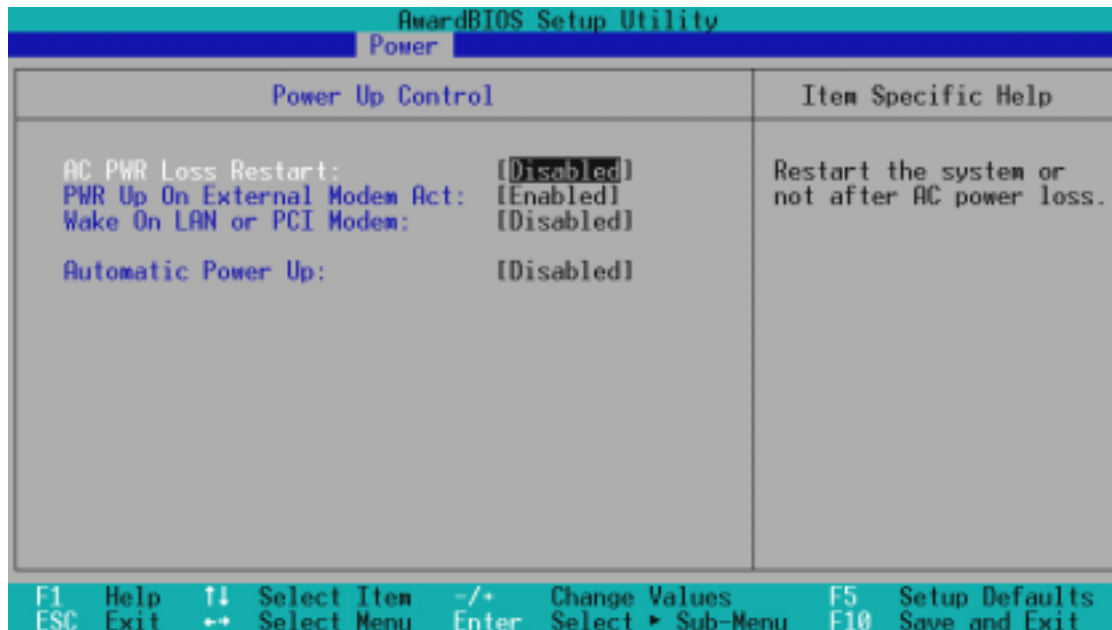 AwardBIOS Setup Utility
Power
Power Up Control
Item Specific Help
AC PWR Loss Restart: [Disabled]
PWR Up On External Modem Act: [Enabled]
Wake On LAN or PCI Modem: [Disabled]
Automatic Power Up: [Disabled]
Restart the system or
not after AC power loss.
F1 Help ↑↓ Select Item -/+ Change Values F5 Setup Defaults
ESC Exit ←→ Select Menu Enter Select ► Sub-Menu F10 Save and Exit